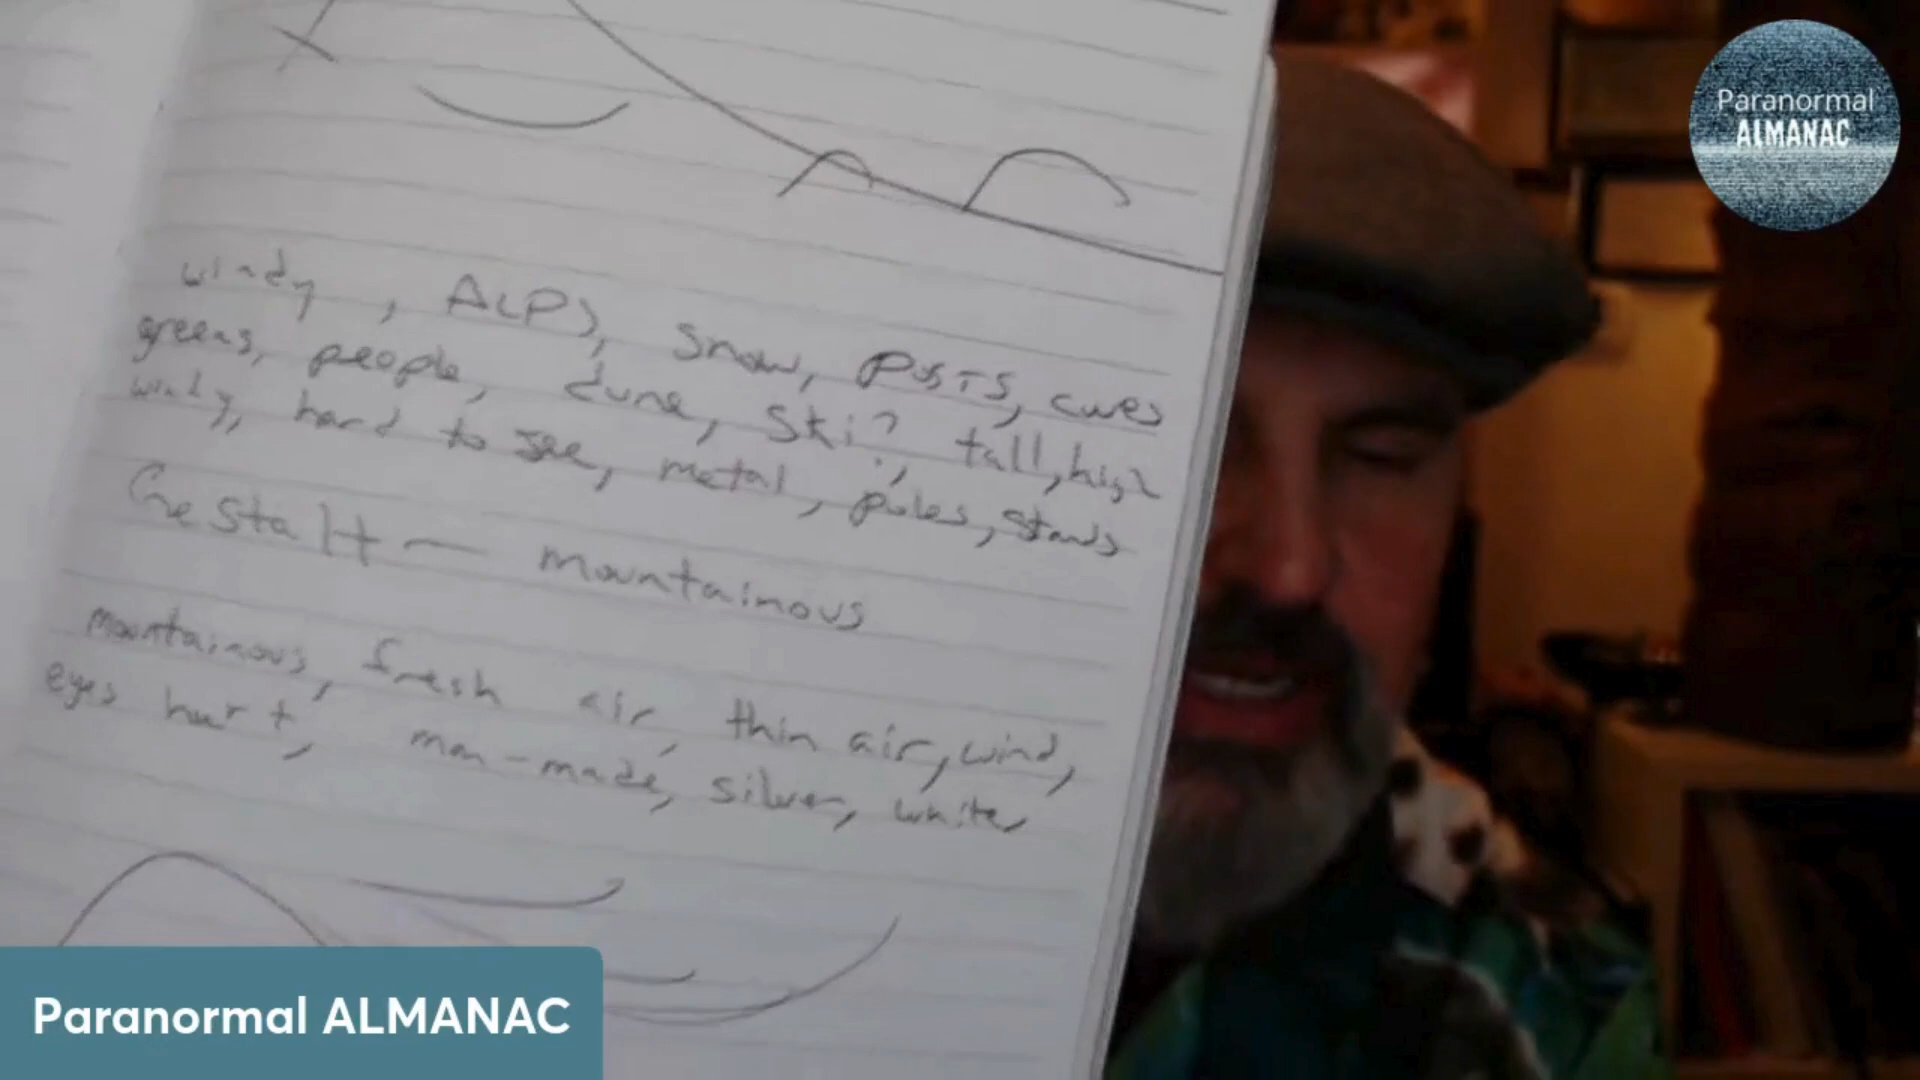 windy, ALPS, snow, posts, cues
greens, people, dune, ski?, tall, high
windy, hard to see, metal, poles, stands
Gestalt — mountainous
mountainous, fresh air, thin air, wind,
eyes hurt, man-made, silver, white
Paranormal
ALMANAC
Paranormal ALMANAC